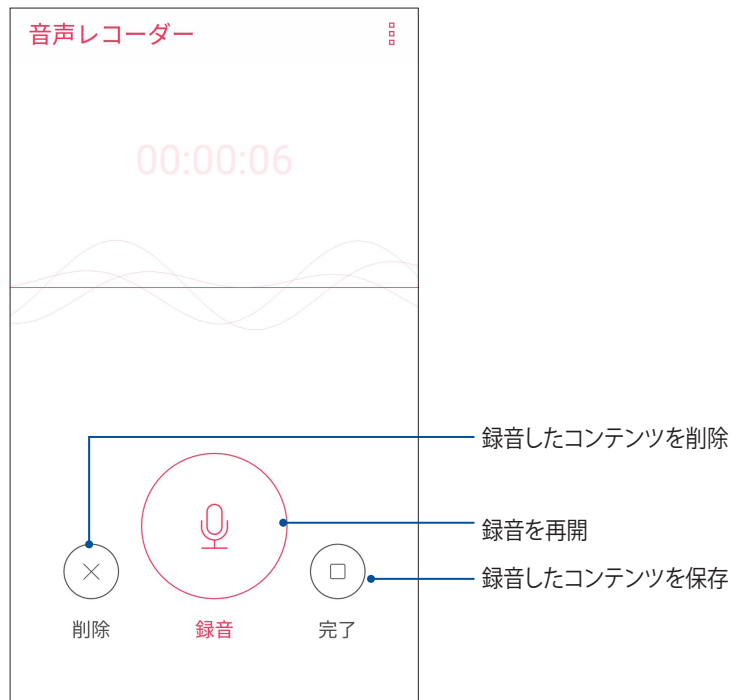 音声レコーダー
00:00:06
録音したコンテンツを削除
録音を再開
録音したコンテンツを保存
削除
録音
完了